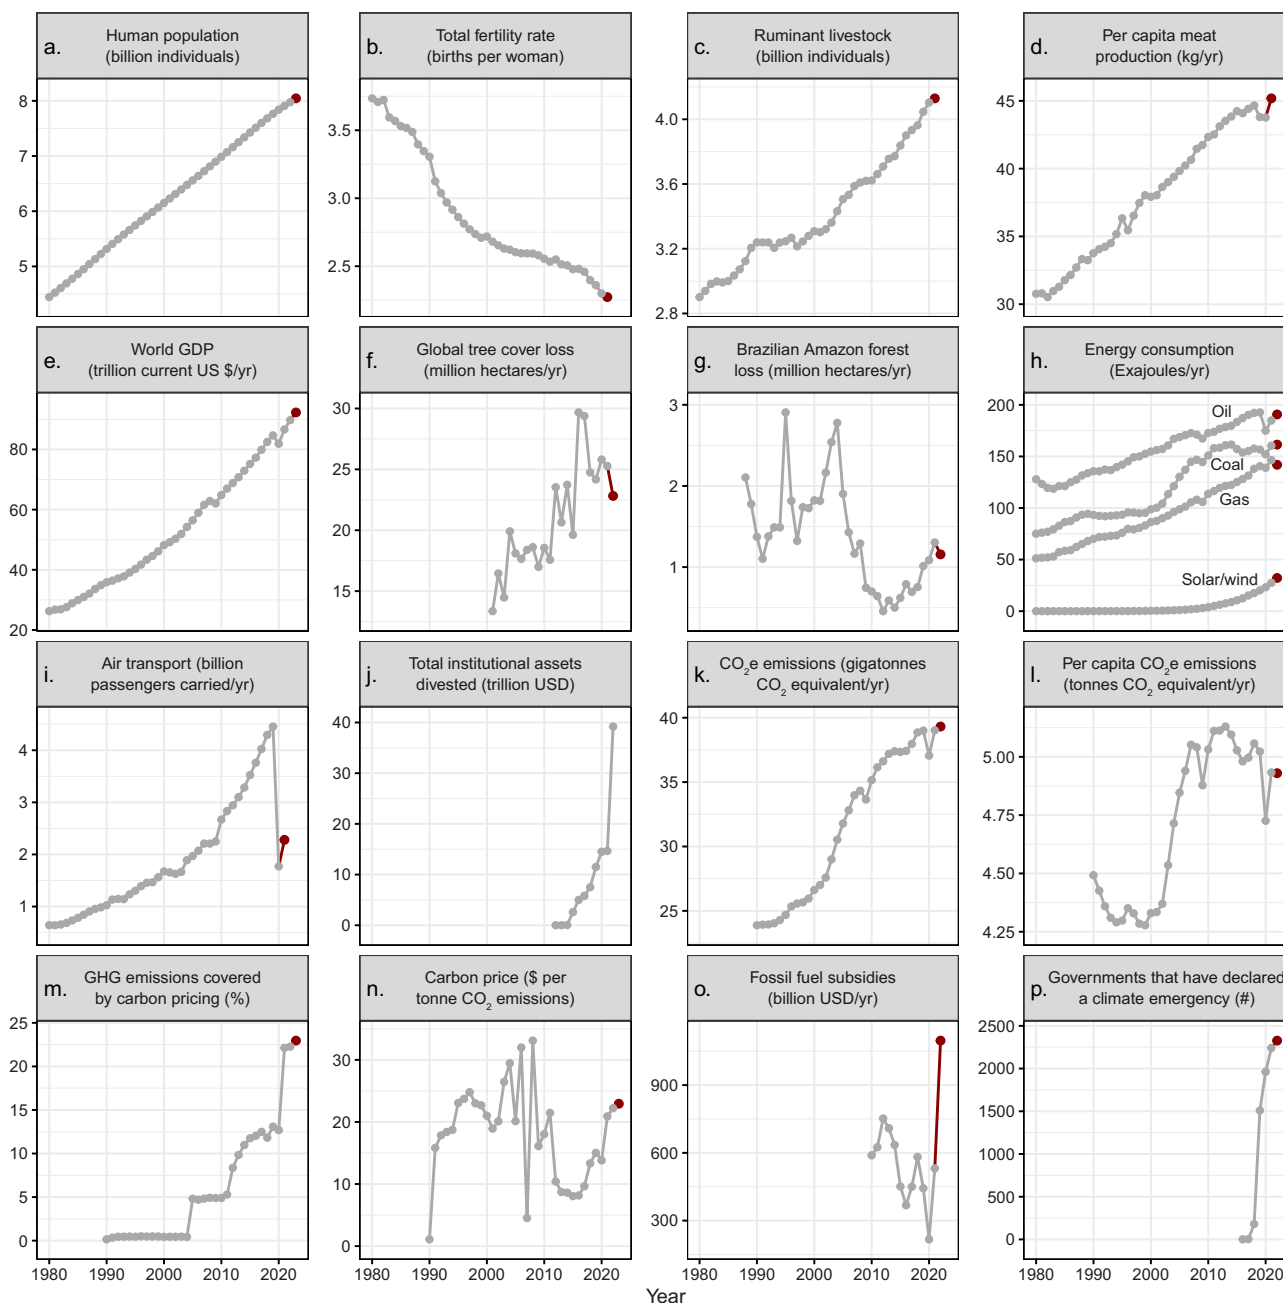 a. Human population
(billion individuals)
b. Total fertility rate
(births per woman)
c. Ruminant livestock
(billion individuals)
d. Per capita meat
production (kg/yr)
8
7
6
5
3.5
3.0
2.5
4.0
3.6
3.2
2.8
45
40
35
30
e. World GDP
(trillion current US $/yr)
f. Global tree cover loss
(million hectares/yr)
g. Brazilian Amazon forest
loss (million hectares/yr)
h. Energy consumption
(Exajoules/yr)
80
60
40
20
30
25
20
15
3
2
1
200
150
100
50
0
Oil
Coal
Gas
Solar/wind
i. Air transport (billion
passengers carried/yr)
j. Total institutional assets
divested (trillion USD)
k. CO2e emissions (gigatonnes
CO2 equivalent/yr)
l. Per capita CO2e emissions
(tonnes CO2 equivalent/yr)
4
3
2
1
40
30
20
10
0
40
35
30
25
5.00
4.75
4.50
4.25
m. GHG emissions covered
by carbon pricing (%)
n. Carbon price ($ per
tonne CO2 emissions)
o. Fossil fuel subsidies
(billion USD/yr)
p. Governments that have declared
a climate emergency (#)
25
20
15
10
5
0
30
20
10
0
900
600
300
2500
2000
1500
1000
500
0
1980 1990 2000 2010 2020
1980 1990 2000 2010 2020
1980 1990 2000 2010 2020
1980 1990 2000 2010 2020
Year